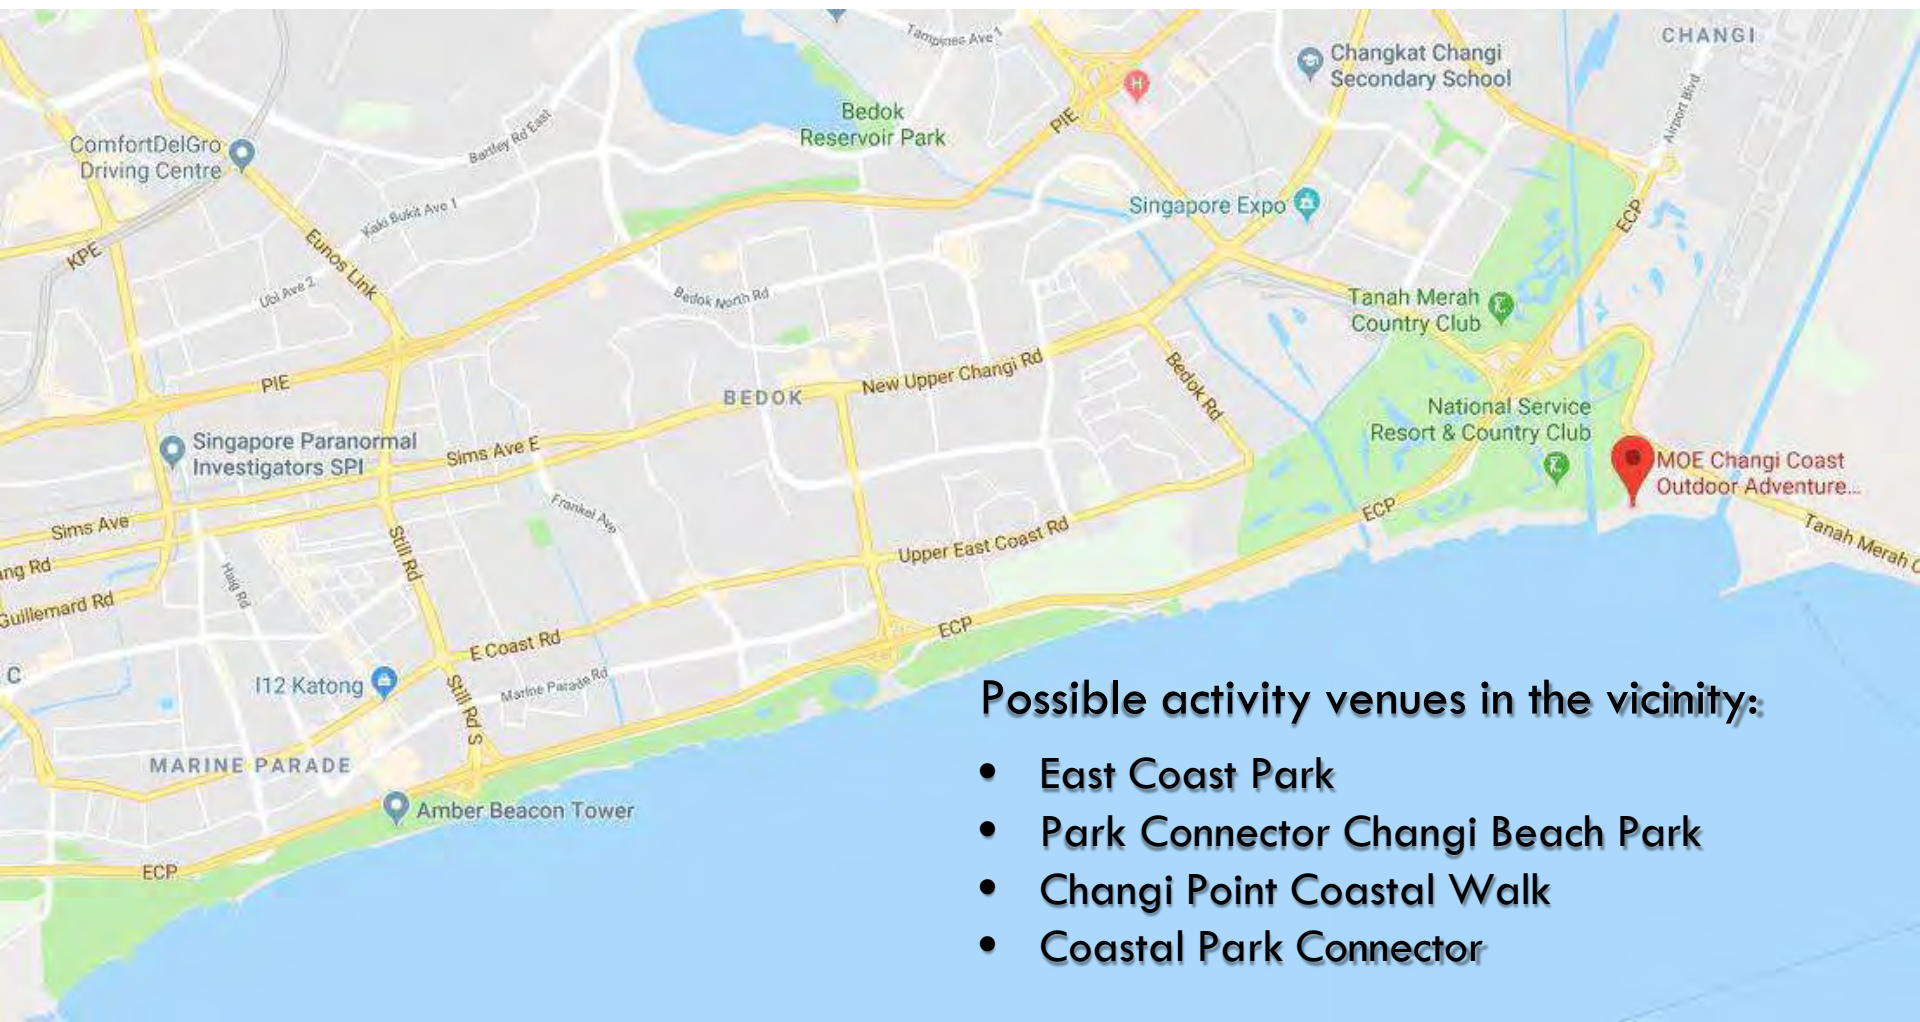 Tampines Ave 1
CHANGI
Changkat Changi
Secondary School
Airport Blvd
H
Bedok
Reservoir Park
PIE
Bartley Rd East
ComfortDelGro
Driving Centre
Singapore Expo
ECP
Kaki Bukit Ave 1
KPE
Eunos Link
Ubi Ave 2
Bedok North Rd
Tanah Merah
Country Club
PIE
BEDOK
New Upper Changi Rd
Bedok Rd
National Service
Resort & Country Club
Singapore Paranormal
Investigators SPI
Sims Ave E
MOE Changi Coast
Outdoor Adventure...
ECP
Sims Ave
Frankel Ave
Tanah Merah C
Upper East Coast Rd
Still Rd
ang Rd
Haig Rd
Guillemard Rd
ECP
E Coast Rd
C
I12 Katong
Marine Parade Rd
Still Rd S
MARINE PARADE
Amber Beacon Tower
ECP
Possible activity venues in the vicinity:
• East Coast Park
• Park Connector Changi Beach Park
• Changi Point Coastal Walk
• Coastal Park Connector